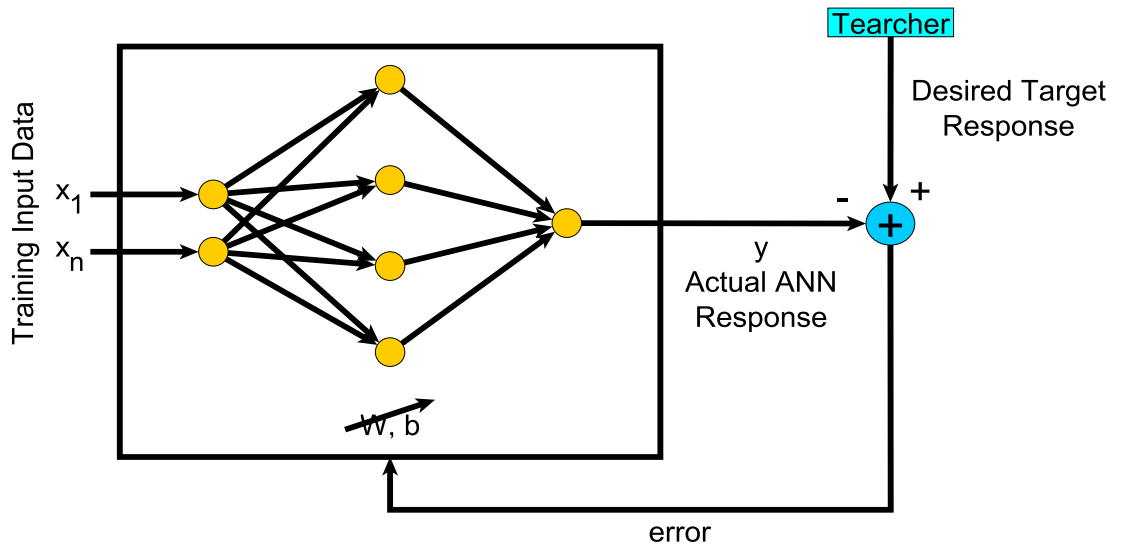 Tearcher
Desired Target
Response
Training Input Data
x1
xn
-
+
+
y
Actual ANN
Response
W, b
error